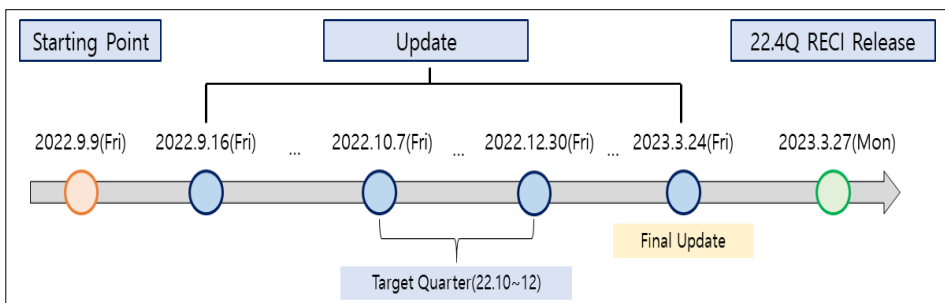 Starting Point
Update
22.4Q RECI Release
2022.9.9(Fri) 2022.9.16(Fri) ... 2022.10.7(Fri) ... 2022.12.30(Fri) ... 2023.3.24(Fri) 2023.3.27(Mon)
Final Update
Target Quarter(22.10~12)